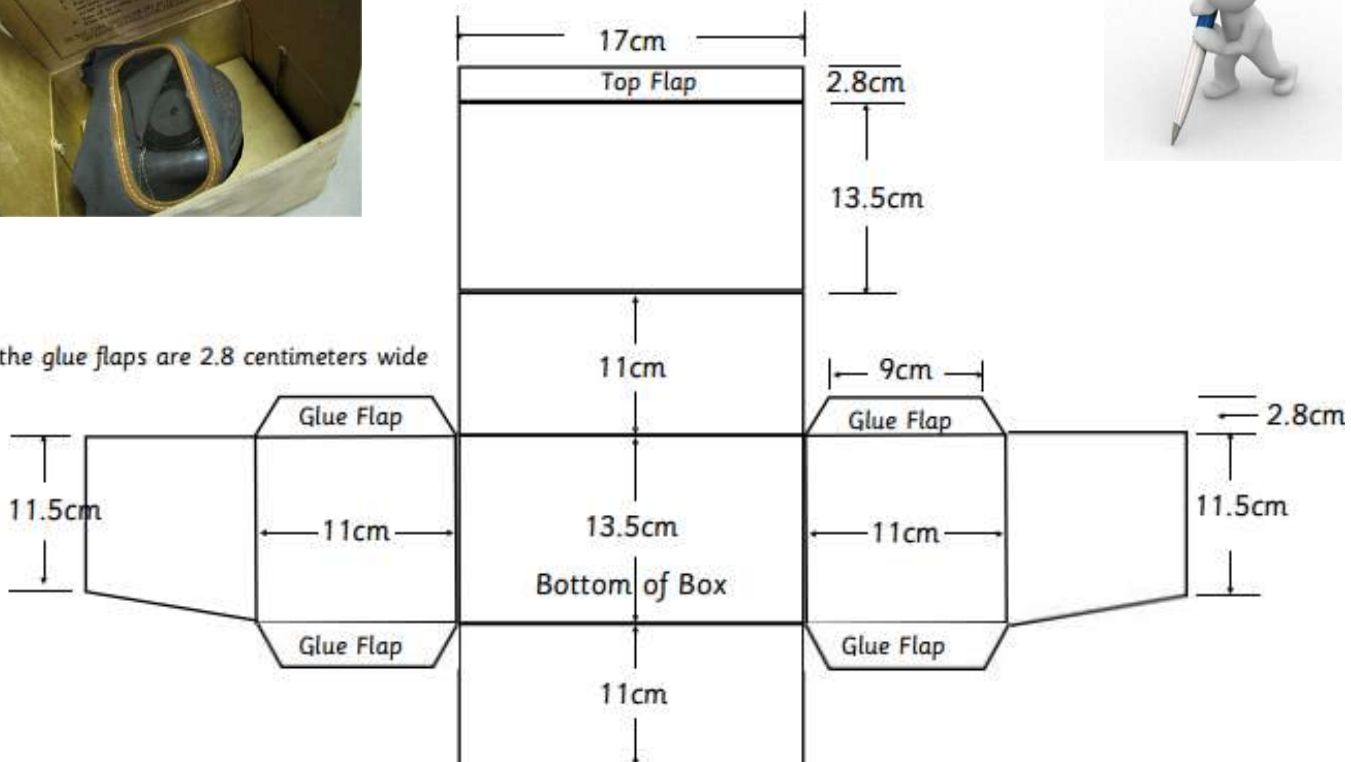 17cm
Top Flap
2.8cm
13.5cm
the glue flaps are 2.8 centimeters wide
11cm
9cm
Glue Flap
Glue Flap
2.8cm
11.5cm
11cm
13.5cm
11cm
11.5cm
Bottom of Box
Glue Flap
Glue Flap
11cm